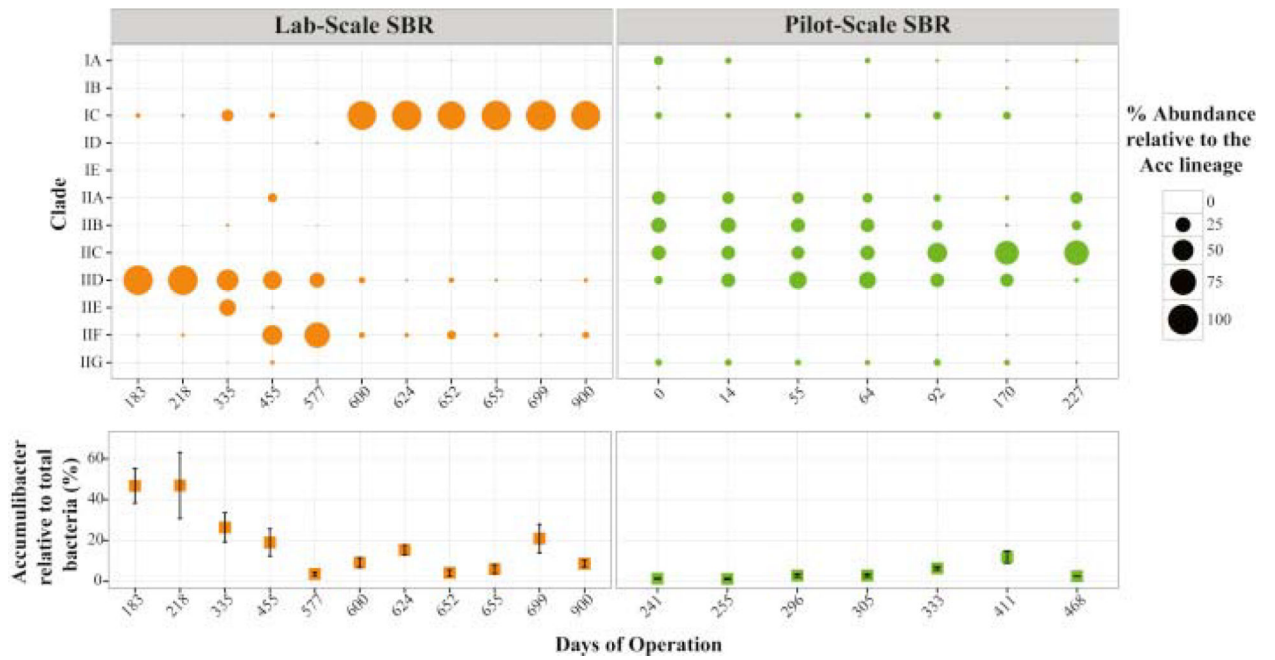 Lab-Scale SBR
Pilot-Scale SBR
Clade
IA
IB
IC
ID
IE
IIA
IIB
IIC
IID
IIE
IIF
IIG
183 218 335 455 577 600 624 652 655 699 900
0 14 55 64 92 170 227
% Abundance
relative to the
Acc lineage
0
25
50
75
100
Accumulibacter
relative to total
bacteria (%)
60
40
20
0
183 218 335 455 577 600 624 652 655 699 900
241 255 296 305 333 411 468
Days of Operation